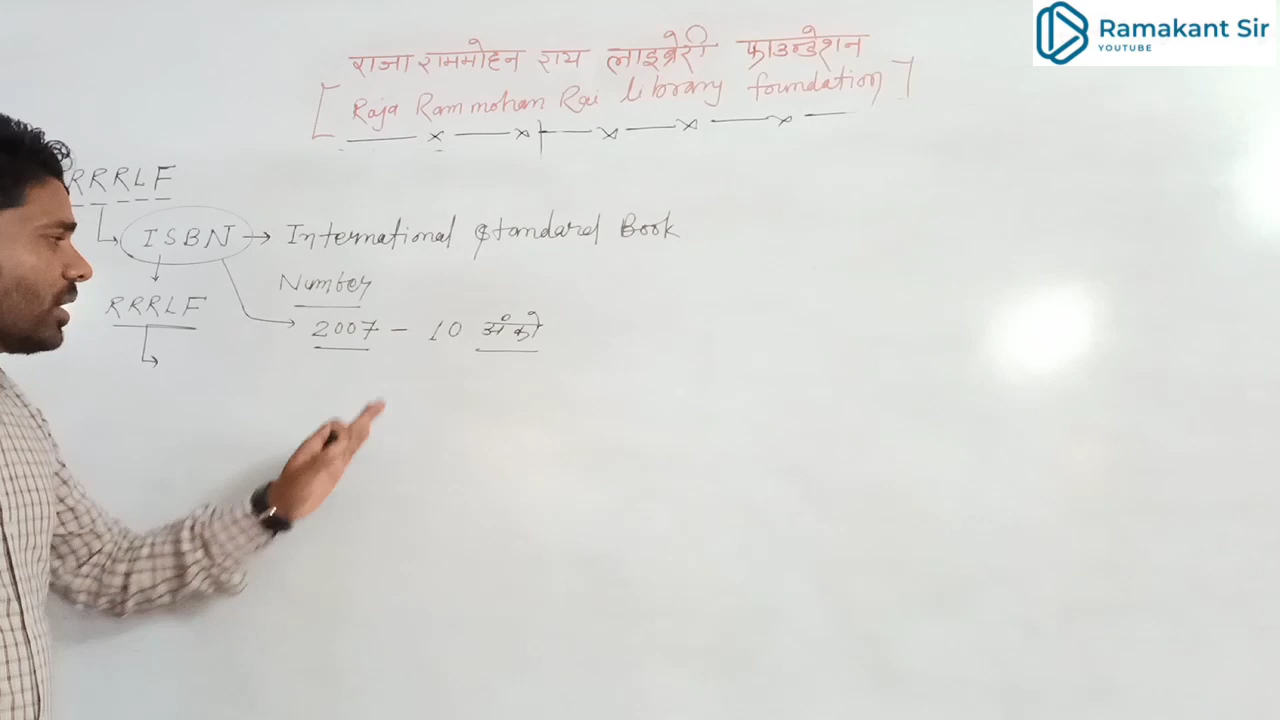 Ramakant Sir
YOUTUBE
राजा राममोहन राय लाइब्रेरी फाउन्डेशन
[Raja Rammohan Rai library foundation]
RRRLF
ISBN → International Standard Book
Number
RRRLF
2007 - 10 अंको